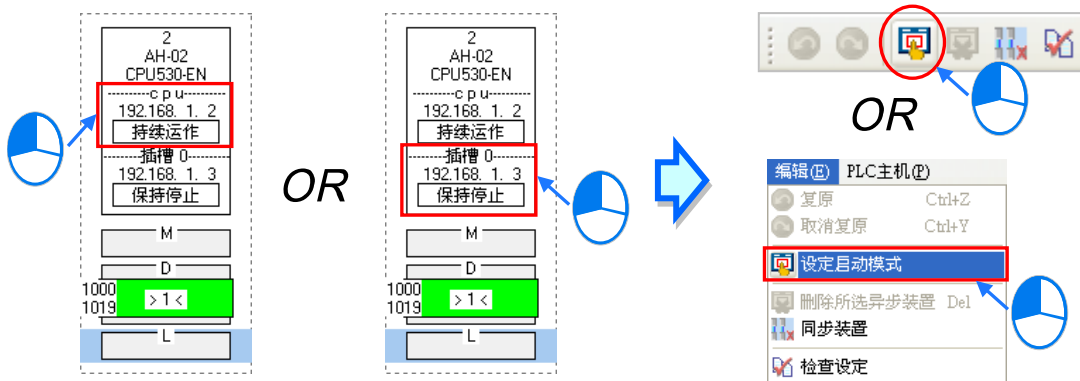 2
AH-02
CPU530-EN
--------c p u--------
192.168. 1. 2
持续运作
------插槽 0------
192.168. 1. 3
保持停止
M
D
1000
1019
>1<
L
OR
2
AH-02
CPU530-EN
--------c p u--------
192.168. 1. 2
持续运作
------插槽 0------
192.168. 1. 3
保持停止
M
D
1000
1019
>1<
L
OR
编辑(E) PLC主机(P)
复原 Ctrl+Z
取消复原 Ctrl+Y
设定启动模式
删除所选异步装置 Del
同步装置
检查设定